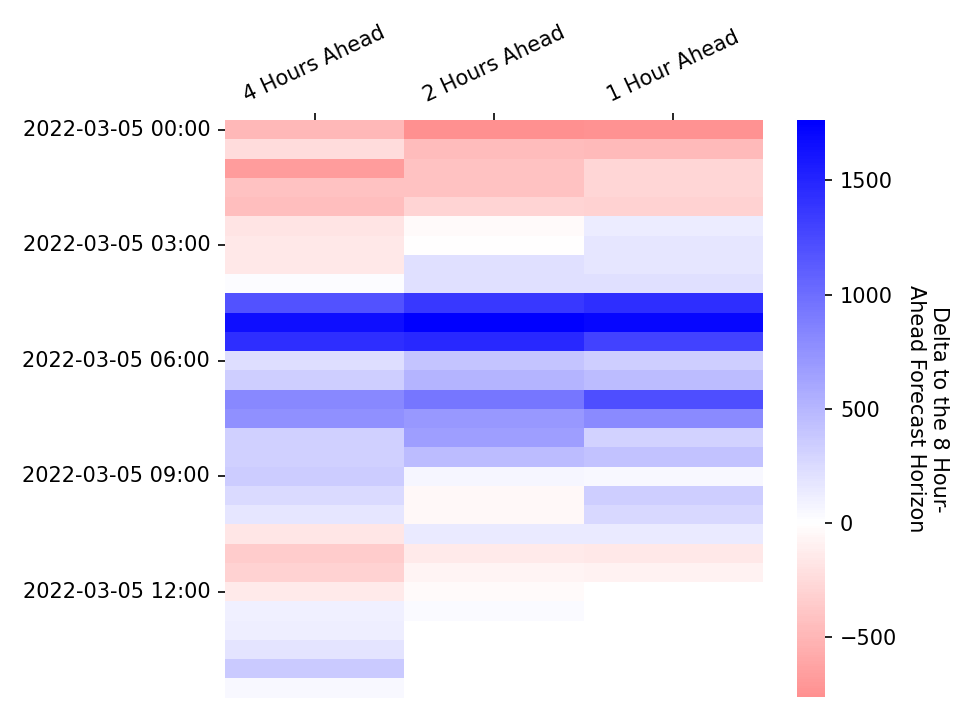 4 Hours Ahead
2 Hours Ahead
1 Hour Ahead
2022-03-05 00:00
2022-03-05 03:00
2022-03-05 06:00
2022-03-05 09:00
2022-03-05 12:00
1500
1000
500
0
−500
Delta to the 8 Hour-
Ahead Forecast Horizon